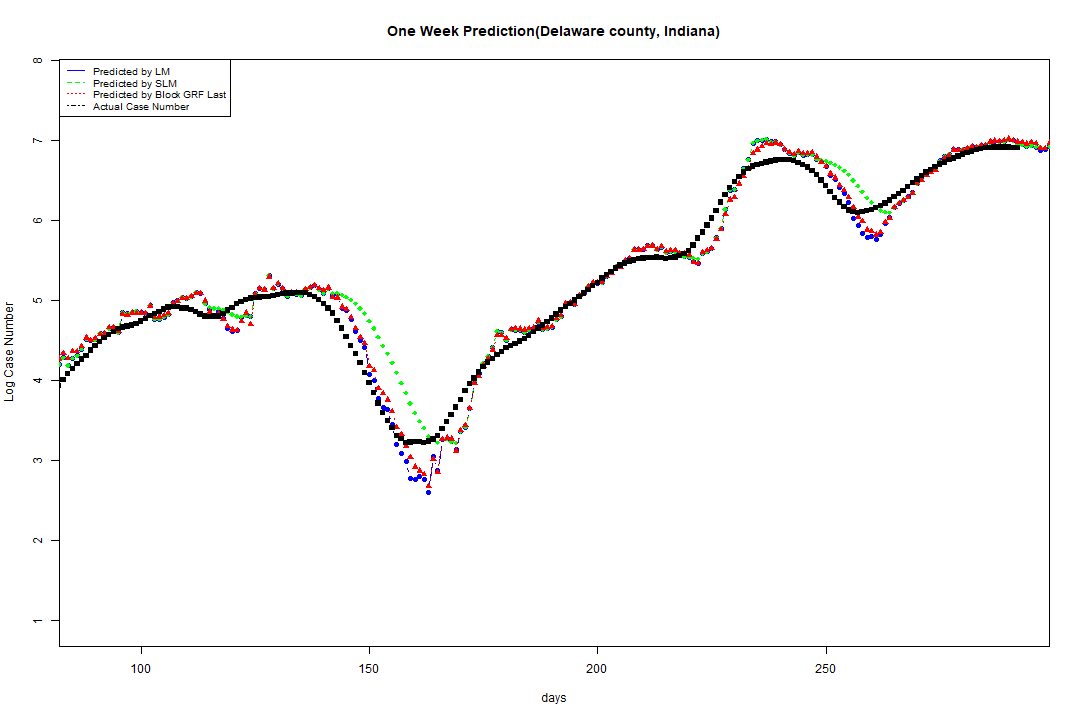 One Week Prediction(Delaware county, Indiana)
Predicted by LM
Predicted by SLM
Predicted by Block GRF Last
Actual Case Number
8
7
6
5
4
3
2
1
Log Case Number
100 150 200 250
days